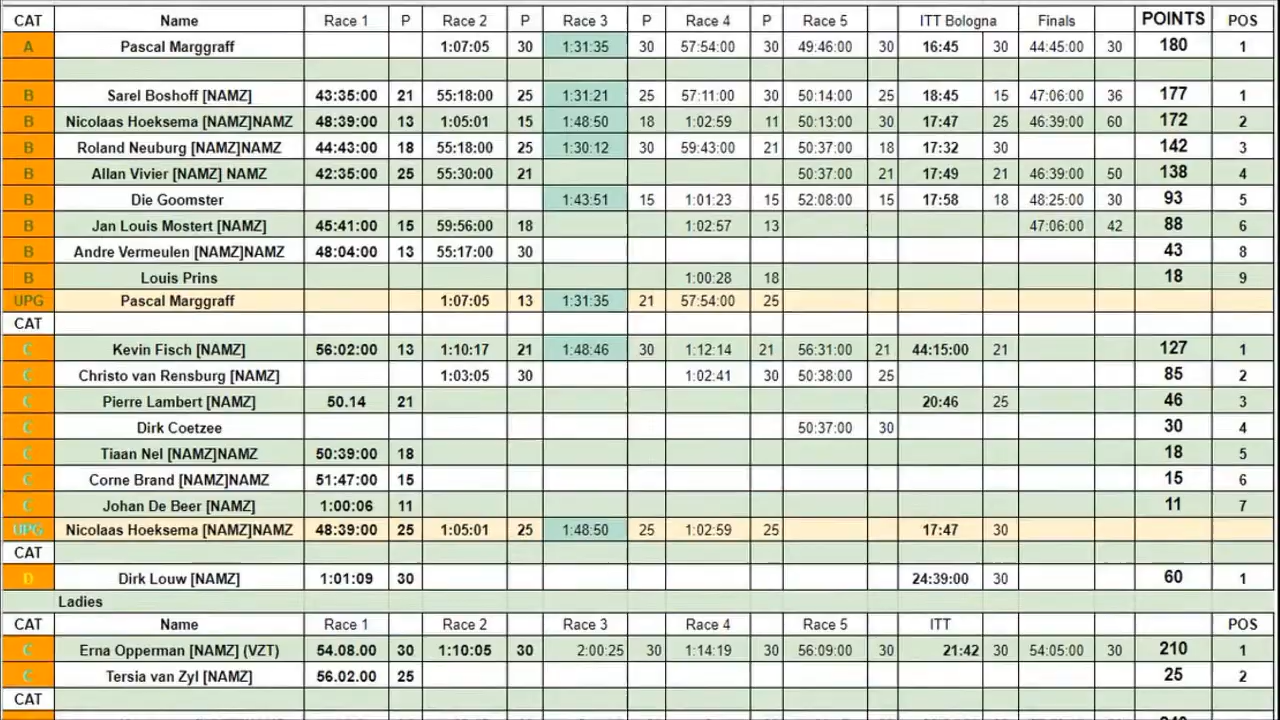 CAT Name Race 1 P Race 2 P Race 3 P Race 4 P Race 5 ITT Bologna Finals POINTS POS
A Pascal Marggraff 1:07:05 30 1:31:35 30 57:54:00 30 49:46:00 30 16:45 30 44:45:00 30 180 1
B Sarel Boshoff [NAMZ] 43:35:00 21 55:18:00 25 1:31:21 25 57:11:00 30 50:14:00 25 18:45 15 47:06:00 36 177 1
B Nicolaas Hoeksema [NAMZ]NAMZ 48:39:00 13 1:05:01 15 1:48:50 18 1:02:59 11 50:13:00 30 17:47 25 46:39:00 60 172 2
B Roland Neuburg [NAMZ]NAMZ 44:43:00 18 55:18:00 25 1:30:12 30 59:43:00 21 50:37:00 18 17:32 30 142 3
B Allan Vivier [NAMZ] NAMZ 42:35:00 25 55:30:00 21 50:37:00 21 17:49 21 46:39:00 50 138 4
B Die Goomster 1:43:51 15 1:01:23 15 52:08:00 15 17:58 18 48:25:00 30 93 5
B Jan Louis Mostert [NAMZ] 45:41:00 15 59:56:00 18 1:02:57 13 47:06:00 42 88 6
B Andre Vermeulen [NAMZ]NAMZ 48:04:00 13 55:17:00 30 43 8
B Louis Prins 1:00:28 18 18 9
UPG Pascal Marggraff 1:07:05 13 1:31:35 21 57:54:00 25
CAT
C Kevin Fisch [NAMZ] 56:02:00 13 1:10:17 21 1:48:46 30 1:12:14 21 56:31:00 21 44:15:00 21 127 1
C Christo van Rensburg [NAMZ] 1:03:05 30 1:02:41 30 50:38:00 25 85 2
C Pierre Lambert [NAMZ] 50.14 21 20:46 25 46 3
C Dirk Coetzee 50:37:00 30 30 4
C Tiaan Nel [NAMZ]NAMZ 50:39:00 18 18 5
C Corne Brand [NAMZ]NAMZ 51:47:00 15 15 6
C Johan De Beer [NAMZ] 1:00:06 11 11 7
UPG Nicolaas Hoeksema [NAMZ]NAMZ 48:39:00 25 1:05:01 25 1:48:50 25 1:02:59 25 17:47 30
CAT
D Dirk Louw [NAMZ] 1:01:09 30 24:39:00 30 60 1
Ladies
CAT Name Race 1 Race 2 Race 3 Race 4 Race 5 ITT POS
C Erna Opperman [NAMZ] (VZT) 54.08.00 30 1:10:05 30 2:00:25 30 1:14:19 30 56:09:00 30 21:42 30 54:05:00 30 210 1
C Tersia van Zyl [NAMZ] 56.02.00 25 25 2
CAT